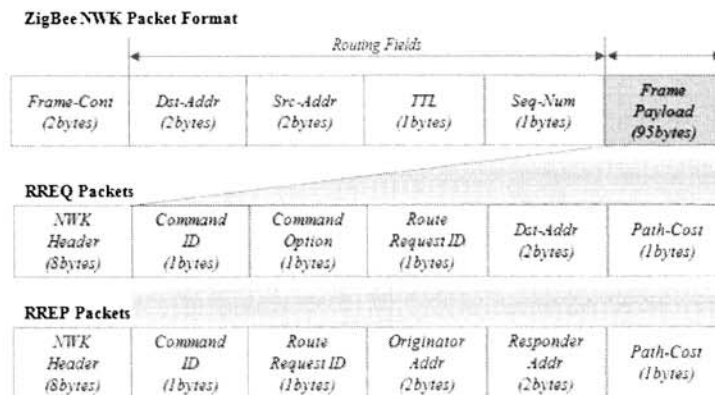 ZigBee NWK Packet Format
Routing Fields
Frame-Cont
(2bytes)
Dst-Addr
(2bytes)
Src-Addr
(2bytes)
TTL
(1bytes)
Seq-Num
(1bytes)
Frame
Payload
(95bytes)
RREQ Packets
NWK
Header
(8bytes)
Command
ID
(1bytes)
Command
Option
(1bytes)
Route
Request ID
(1bytes)
Dst-Addr
(2bytes)
Path-Cost
(1bytes)
RREP Packets
NWK
Header
(8bytes)
Command
ID
(1bytes)
Route
Request ID
(1bytes)
Originator
Addr
(2bytes)
Responder
Addr
(2bytes)
Path-Cost
(1bytes)